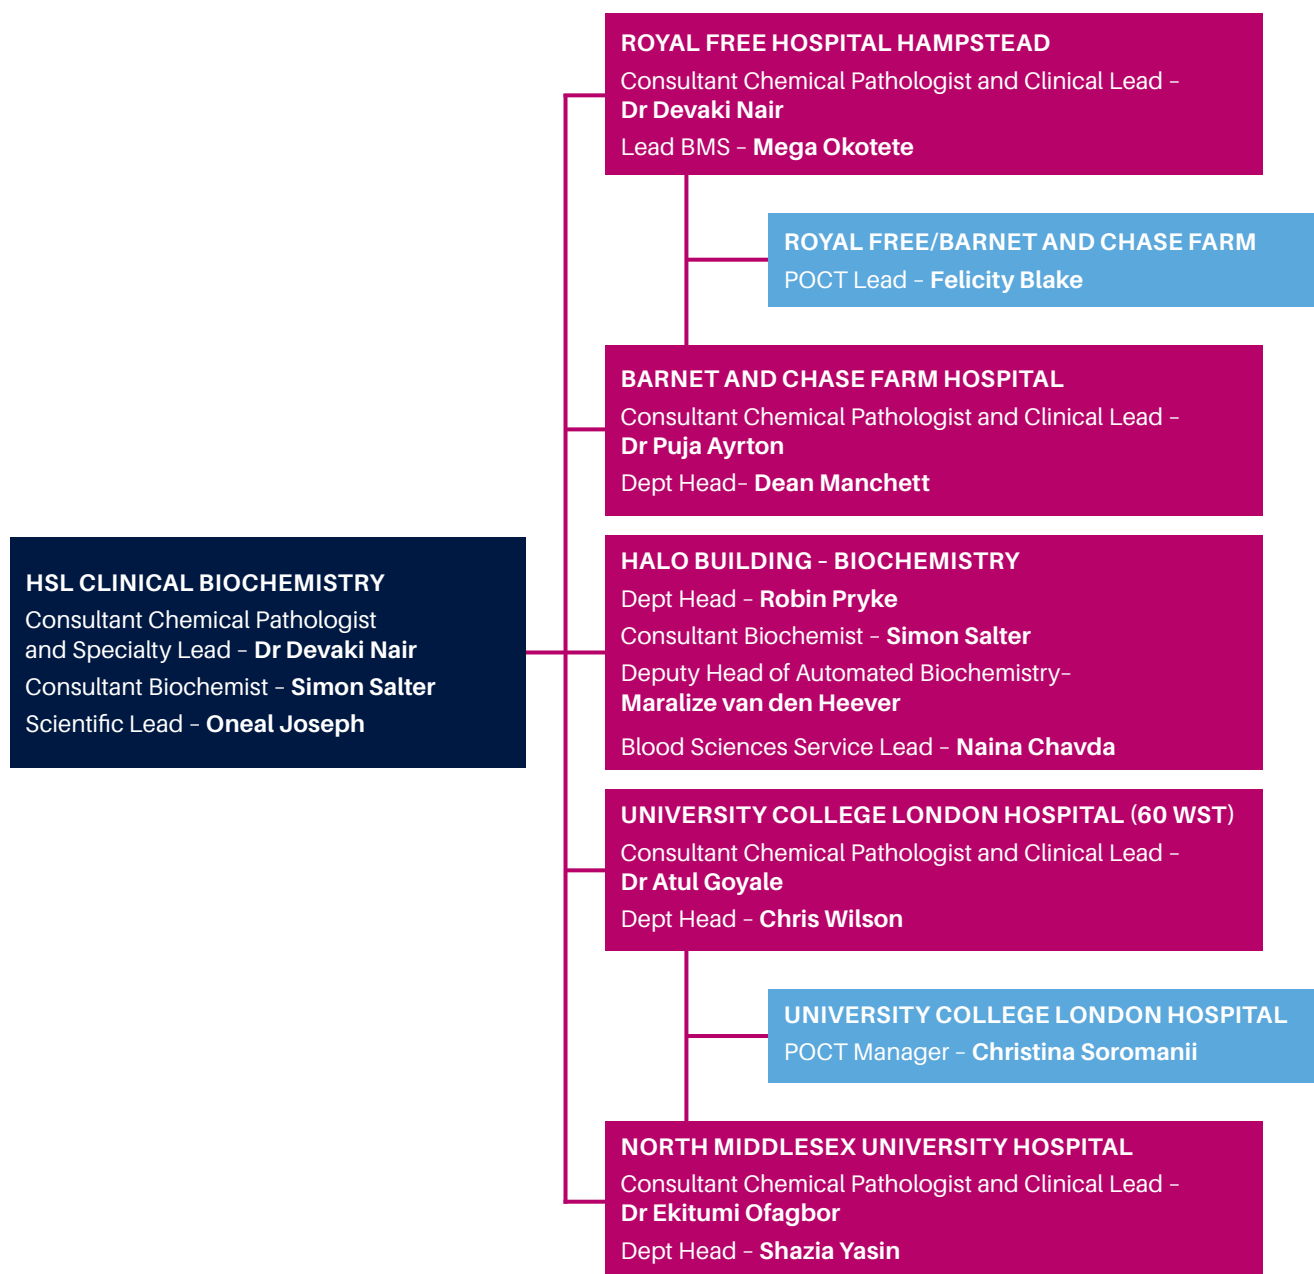 ROYAL FREE HOSPITAL HAMPSTEAD
Consultant Chemical Pathologist and Clinical Lead –
Dr Devaki Nair
Lead BMS – Mega Okotete
ROYAL FREE/BARNET AND CHASE FARM
POCT Lead – Felicity Blake
BARNET AND CHASE FARM HOSPITAL
Consultant Chemical Pathologist and Clinical Lead –
Dr Puja Ayrton
Dept Head– Dean Manchett
HSL CLINICAL BIOCHEMISTRY
Consultant Chemical Pathologist
and Specialty Lead – Dr Devaki Nair
Consultant Biochemist – Simon Salter
Scientific Lead – Oneal Joseph
HALO BUILDING – BIOCHEMISTRY
Dept Head – Robin Pryke
Consultant Biochemist – Simon Salter
Deputy Head of Automated Biochemistry–
Maralize van den Heever
Blood Sciences Service Lead – Naina Chavda
UNIVERSITY COLLEGE LONDON HOSPITAL (60 WST)
Consultant Chemical Pathologist and Clinical Lead –
Dr Atul Goyale
Dept Head – Chris Wilson
UNIVERSITY COLLEGE LONDON HOSPITAL
POCT Manager – Christina Soromanii
NORTH MIDDLESEX UNIVERSITY HOSPITAL
Consultant Chemical Pathologist and Clinical Lead –
Dr Ekitumi Ofagbor
Dept Head – Shazia Yasin